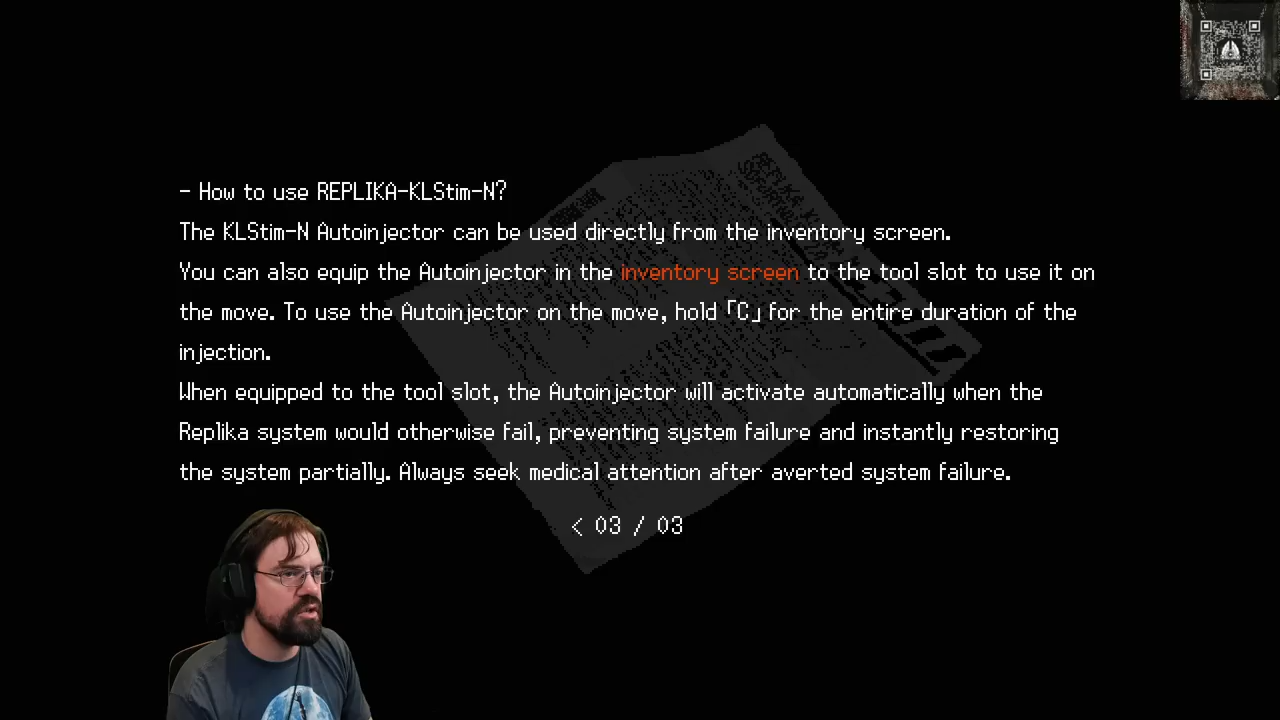 - How to use REPLIKA-KLStim-N?
The KLStim-N Autoinjector can be used directly from the inventory screen.
You can also equip the Autoinjector in the inventory screen to the tool slot to use it on
the move. To use the Autoinjector on the move, hold「C」for the entire duration of the
injection.
When equipped to the tool slot, the Autoinjector will activate automatically when the
Replika system would otherwise fail, preventing system failure and instantly restoring
the system partially. Always seek medical attention after averted system failure.
< 03 / 03